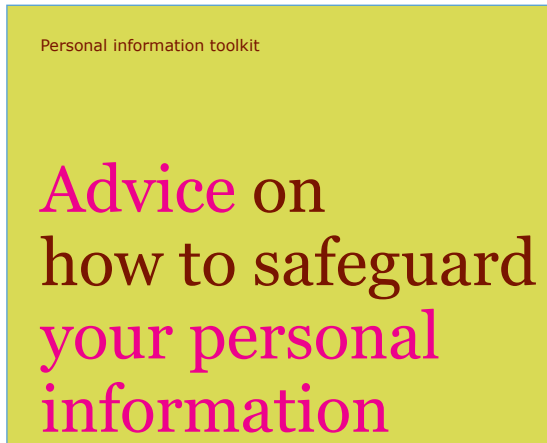 Personal information toolkit
Advice on
how to safeguard
your personal
information